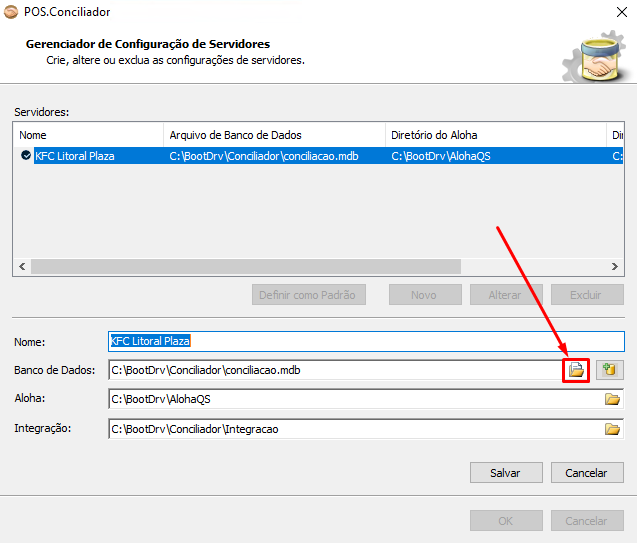 POS.Conciliador
Gerenciador de Configuração de Servidores
Crie, altere ou exclua as configurações de servidores.
Servidores:
Nome Arquivo de Banco de Dados Diretório do Aloha Dir
KFC Litoral Plaza C:\BootDrv\Conciliador\conciliacao.mdb C:\BootDrv\AlohaQS C:
Definir como Padrão Novo Alterar Excluir
Nome: KFC Litoral Plaza
Banco de Dados: C:\BootDrv\Conciliador\conciliacao.mdb
Aloha: C:\BootDrv\AlohaQS
Integração: C:\BootDrv\Conciliador\Integracao
Salvar Cancelar
OK Cancelar